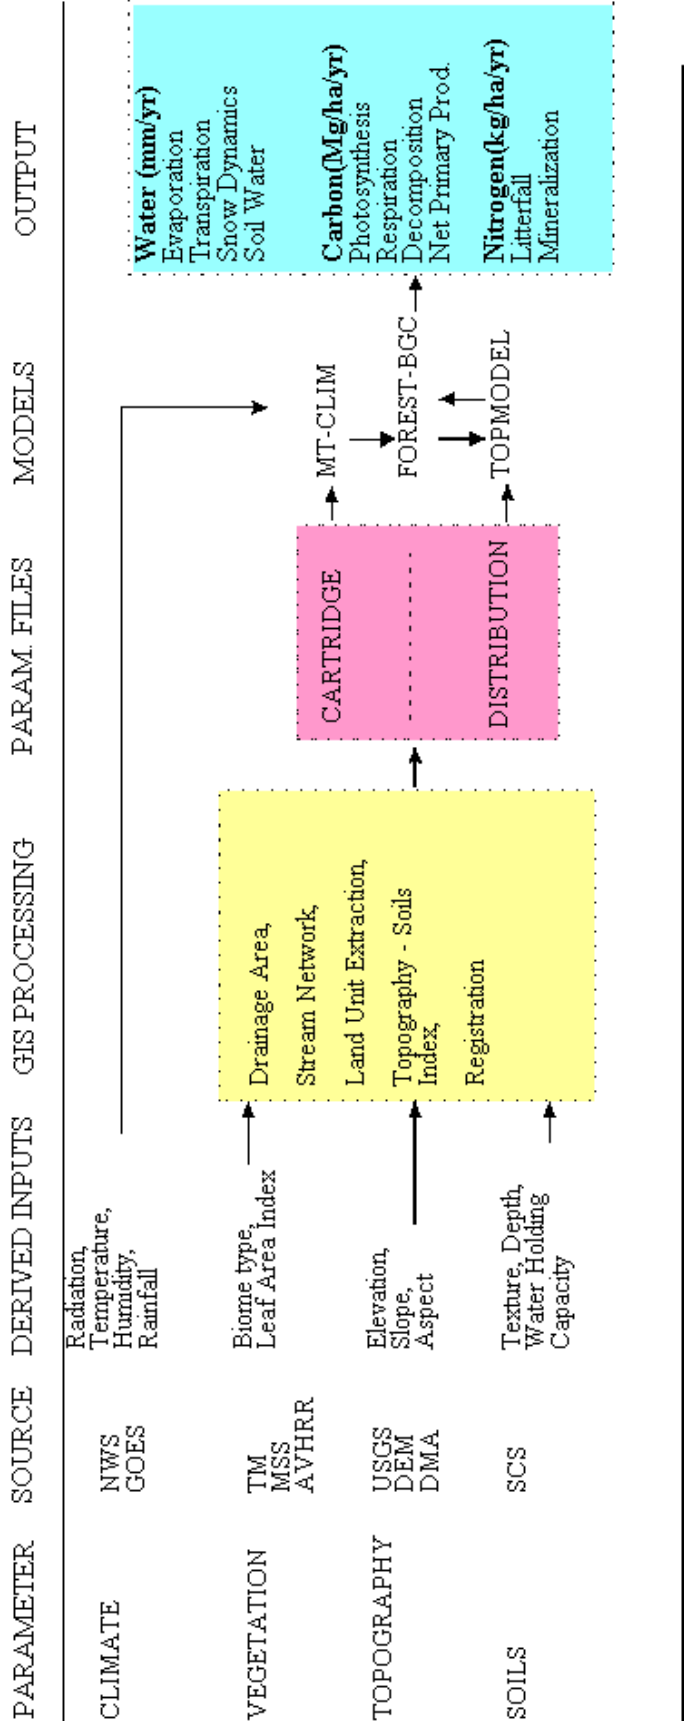 PARAMETER SOURCE DERIVED INPUTS GIS PROCESSING PARAM. FILES MODELS OUTPUT
CLIMATE
NWS
GOES
Radiation,
Temperature,
Humidity,
Rainfall
VEGETATION
TM
MSS
AVHRR
Biome type,
Leaf Area Index
TOPOGRAPHY
USGS
DEM
DMA
Elevation,
Slope,
Aspect
SOILS
SCS
Texture, Depth,
Water Holding
Capacity
Drainage Area,
Stream Network,
Land Unit Extraction,
Topography - Soils
Index,
Registration
CARTRIDGE
DISTRIBUTION
MT-CLIM
FOREST-BGC
TOPMODEL
Water (mm/yr)
Evaporation
Transpiration
Snow Dynamics
Soil Water
Carbon(Mg/ha/yr)
Photosynthesis
Respiration
Decomposition
Net Primary Prod.
Nitrogen(kg/ha/yr)
Litterfall
Mineralization